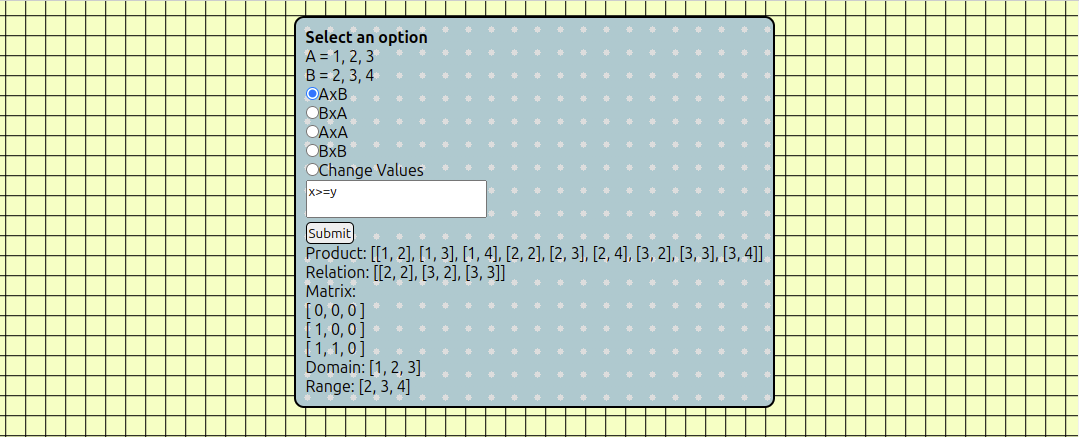 Select an option
A = 1, 2, 3
B = 2, 3, 4
AxB
BxA
AxA
BxB
Change Values
x>=y
Submit
Product: [[1, 2], [1, 3], [1, 4], [2, 2], [2, 3], [2, 4], [3, 2], [3, 3], [3, 4]]
Relation: [[2, 2], [3, 2], [3, 3]]
Matrix:
[ 0, 0, 0 ]
[ 1, 0, 0 ]
[ 1, 1, 0 ]
Domain: [1, 2, 3]
Range: [2, 3, 4]